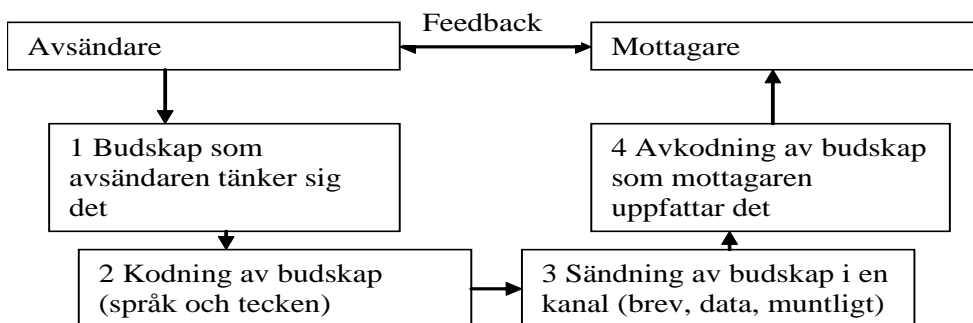 Feedback
Avsändare
Mottagare
1 Budskap som
avsändaren tänker sig
det
2 Kodning av budskap
(språk och tecken)
3 Sändning av budskap i en
kanal (brev, data, muntligt)
4 Avkodning av budskap
som mottagaren
uppfattar det